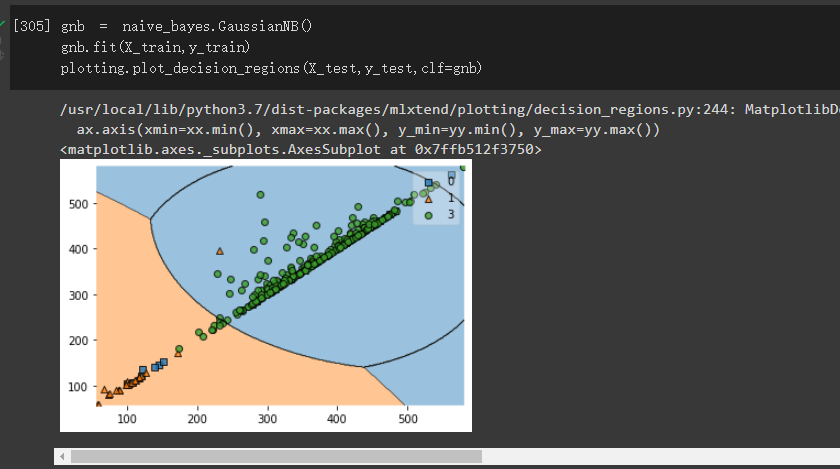 [305] gnb = naive_bayes.GaussianNB()
gnb.fit(X_train,y_train)
plotting.plot_decision_regions(X_test,y_test,clf=gnb)
/usr/local/lib/python3.7/dist-packages/mlxtend/plotting/decision_regions.py:244: MatplotlibDe
ax.axis(xmin=xx.min(), xmax=xx.max(), y_min=yy.min(), y_max=yy.max())
<matplotlib.axes._subplots.AxesSubplot at 0x7ffb512f3750>
0
1
3
500
400
300
200
100
100 200 300 400 500